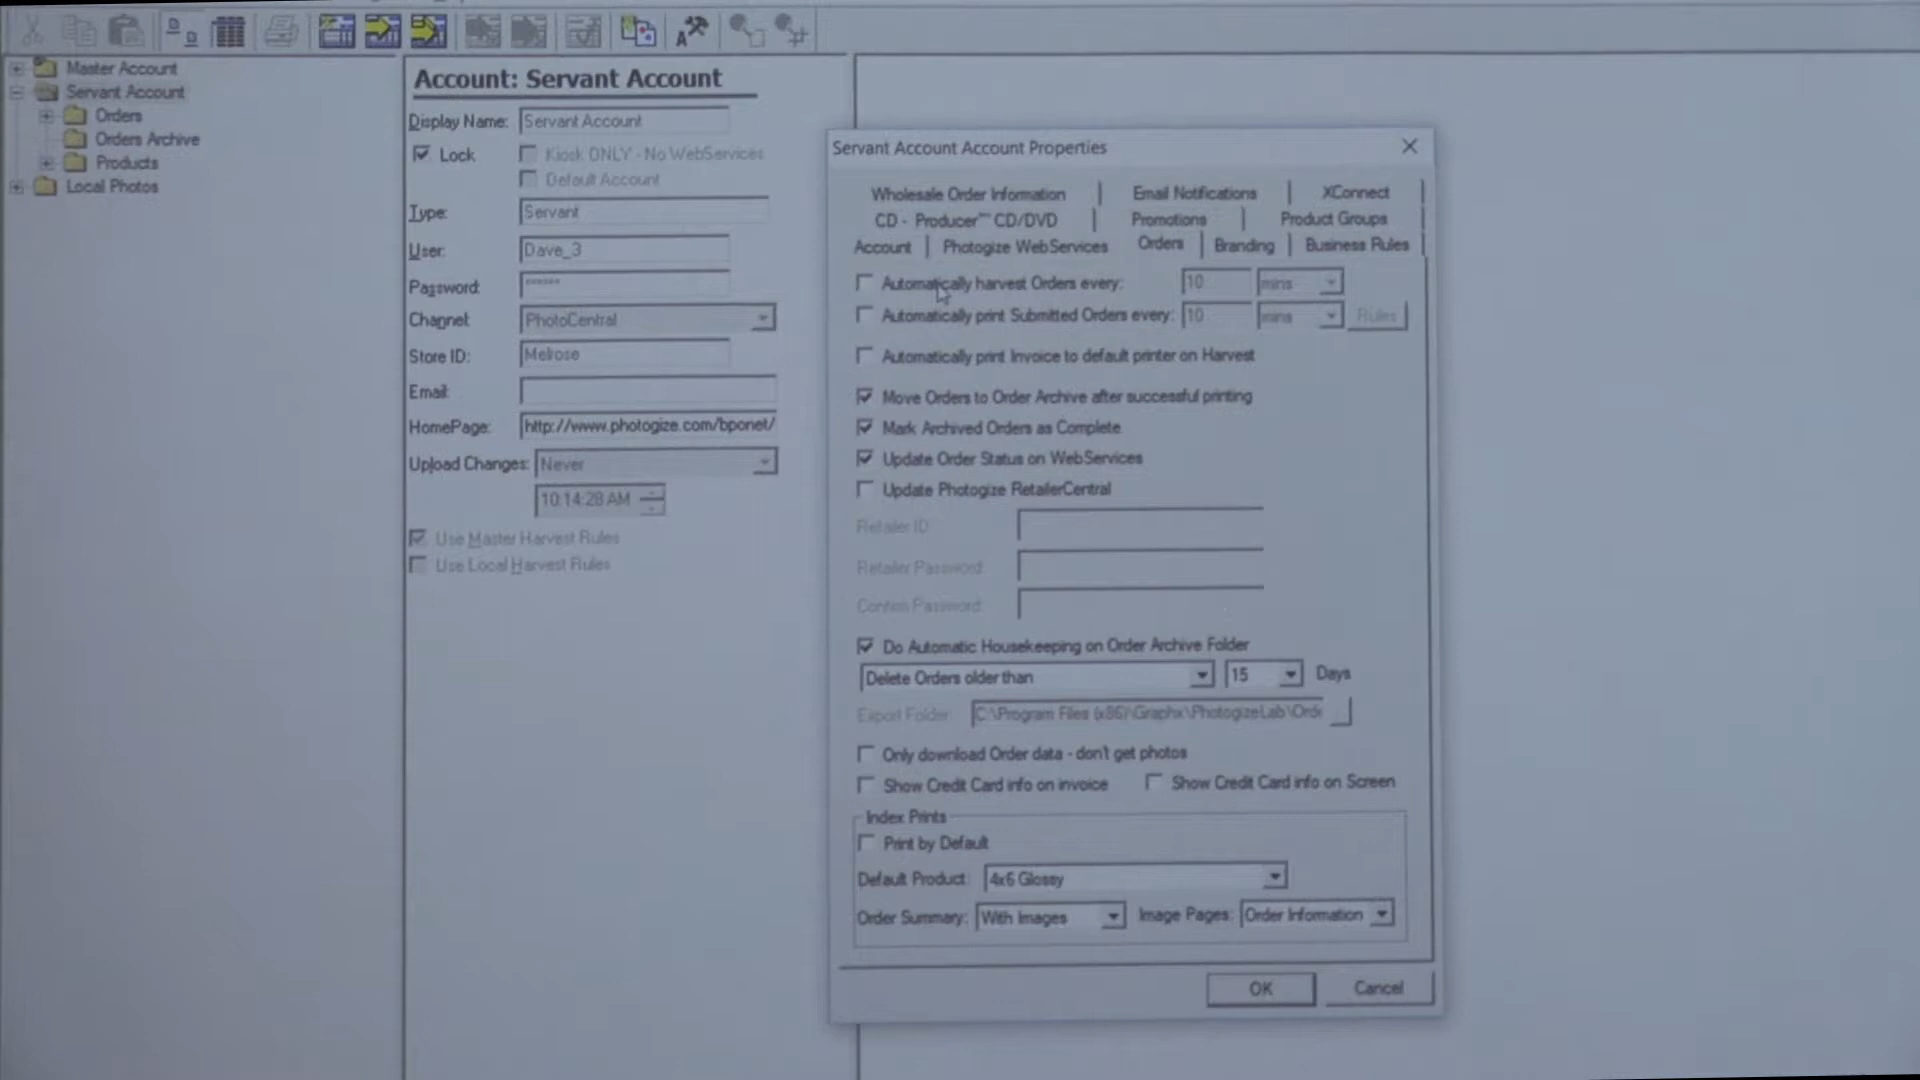 Master Account
Servant Account
Orders
Orders Archive
Products
Local Photos
Account: Servant Account
Display Name: Servant Account
Lock Kiosk ONLY - No WebServices
Default Account
Type: Servant
User: Dave_3
Password: ******
Channel: PhotoCentral
Store ID: Melrose
Email:
HomePage: http://www.photogize.com/bponet/
Upload Changes: Never
10:14:28 AM
Use Master Harvest Rules
Use Local Harvest Rules
Servant Account Account Properties
Wholesale Order Information Email Notifications XConnect
CD - Producer™ CD/DVD Promotions Product Groups
Account Photogize WebServices Orders Branding Business Rules
Automatically harvest Orders every: 10 mins
Automatically print Submitted Orders every: 10 mins Rules
Automatically print Invoice to default printer on Harvest
Move Orders to Order Archive after successful printing
Mark Archived Orders as Complete
Update Order Status on WebServices
Update Photogize RetailerCentral
Retailer ID:
Retailer Password:
Confirm Password:
Do Automatic Housekeeping on Order Archive Folder
Delete Orders older than 15 Days
Export Folder: C:\Program Files (x86)\Graphx\PhotogizeLab\Orde
Only download Order data - don't get photos
Show Credit Card info on invoice Show Credit Card info on Screen
Index Prints
Print by Default
Default Product: 4x6 Glossy
Order Summary: With Images Image Pages: Order Information
OK Cancel